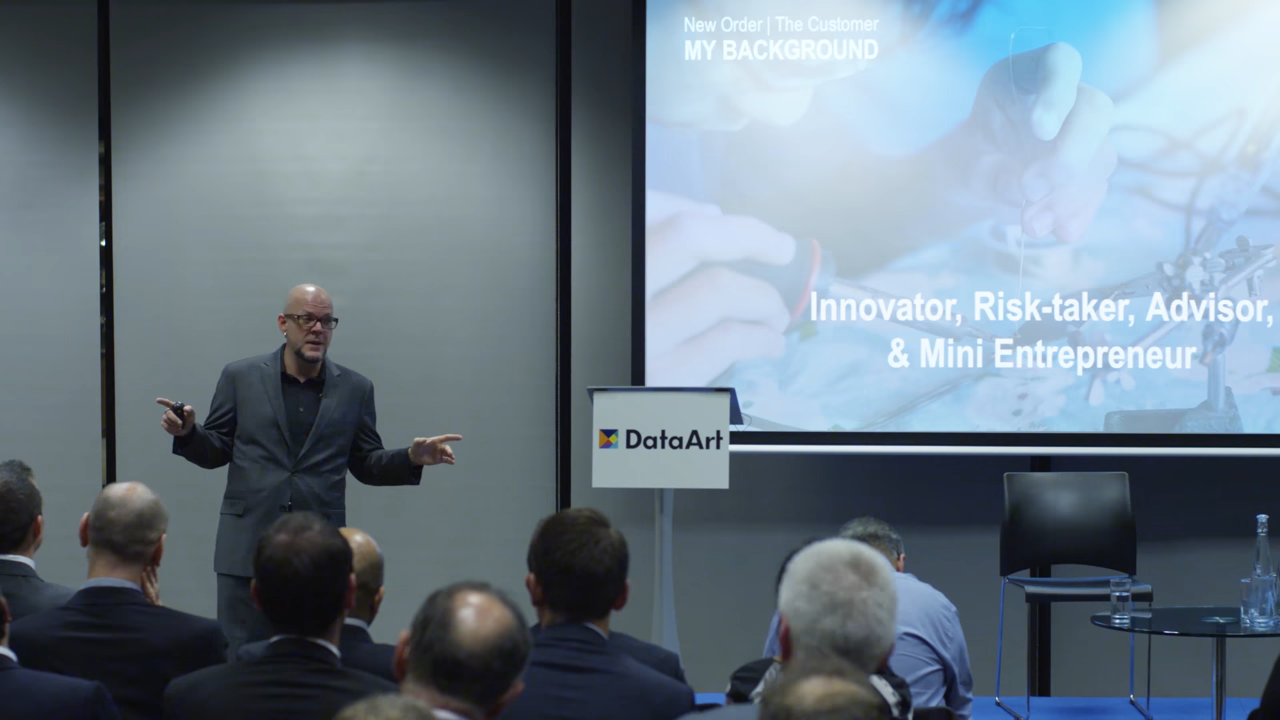 New Order | The Customer
MY BACKGROUND
Innovator, Risk-taker, Advisor,
& Mini Entrepreneur
DataArt